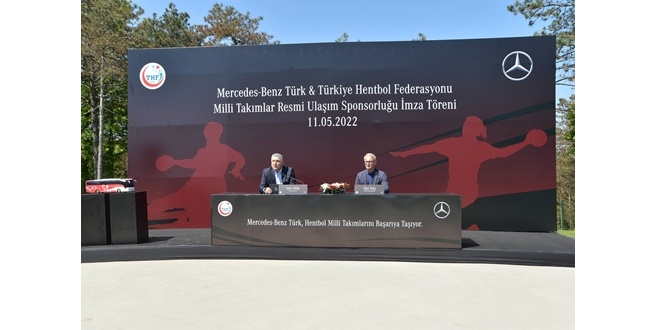 THF
Mercedes-Benz Türk & Türkiye Hentbol Federasyonu
Milli Takımlar Resmi Ulaşım Sponsorluğu İmza Töreni
11.05.2022
Mercedes-Benz Türk, Hentbol Milli Takımlarını Başarıya Taşıyor.